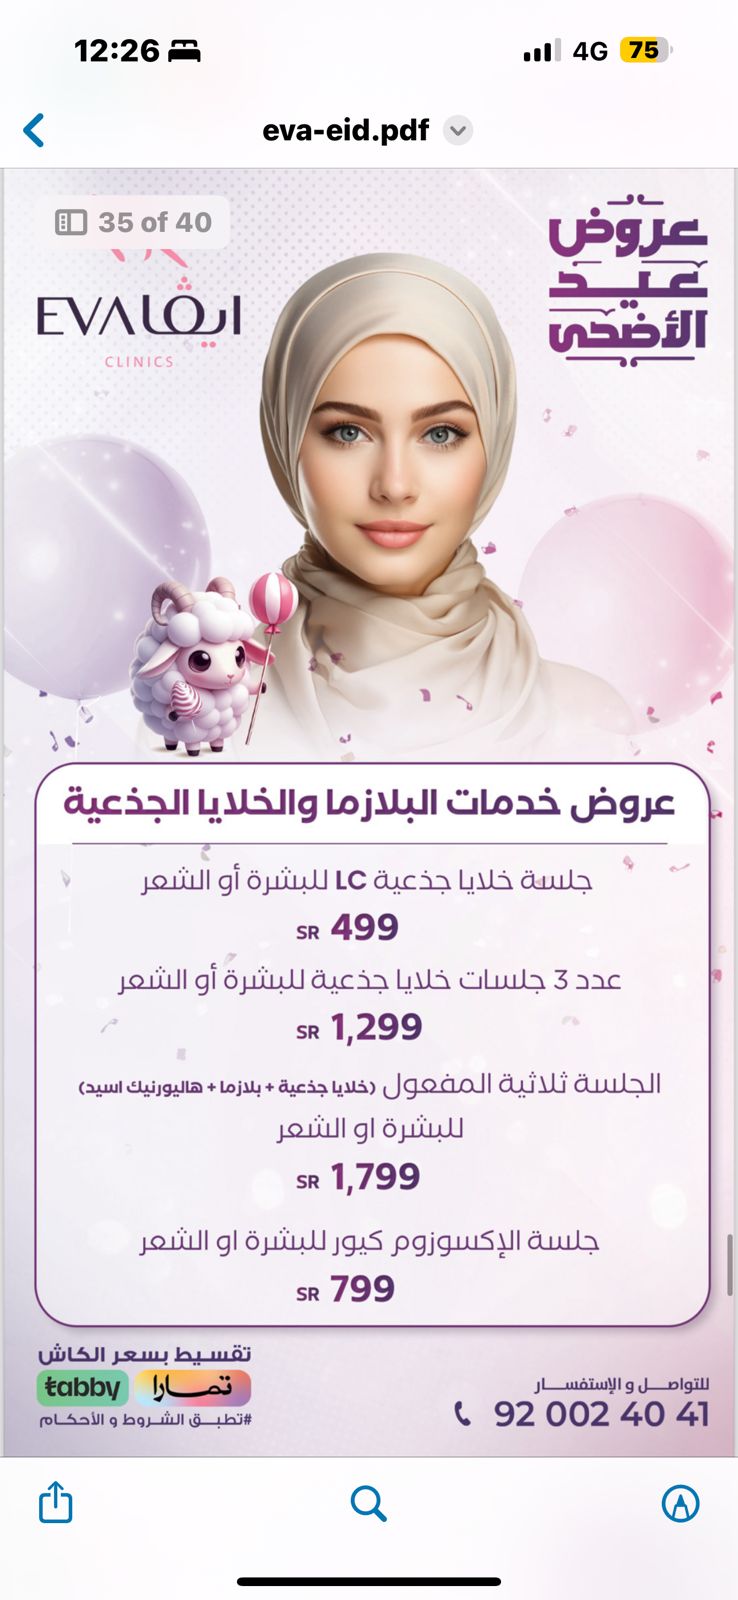 12:26
4G 75
eva-eid.pdf
35 of 40
عروض
عيد
الأضحى
EVA ايفا
CLINICS
عروض خدمات البلازما والخلايا الجذعية
جلسة خلايا جذعية LC للبشرة أو الشعر
SR 499
عدد 3 جلسات خلايا جذعية للبشرة أو الشعر
SR 1,299
الجلسة ثلاثية المفعول (خلايا جذعية + بلازما + هاليورنيك اسيد)
للبشرة او الشعر
SR 1,799
جلسة الإكسوزوم كيور للبشرة او الشعر
SR 799
تقسيط بسعر الكاش
tabby تمارا
#تطبق الشروط و الأحكام
للتواصل و الإستفسار
92 002 40 41